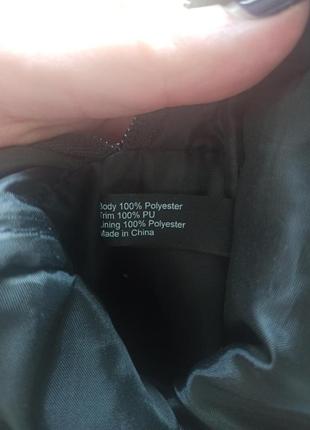 Body 100% Polyester
Trim 100% PU
Lining 100% Polyester
Made in China